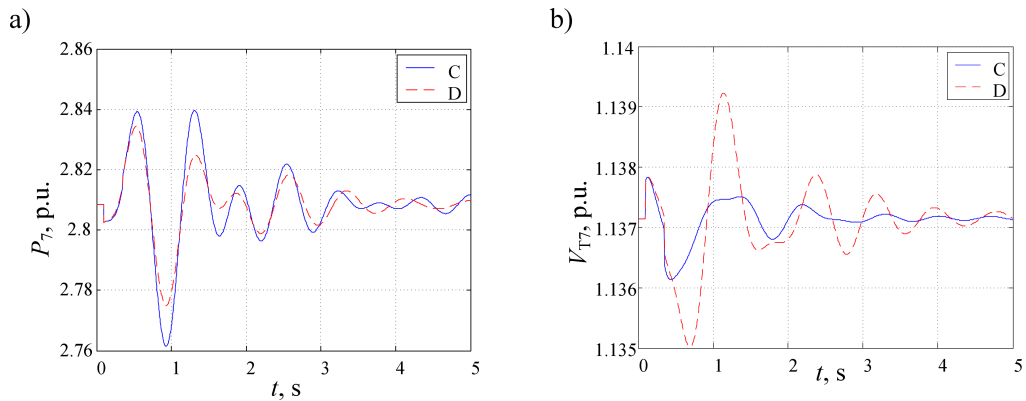 a)
2.86
2.84
2.82
2.8
2.78
2.76
P7, p.u.
0 1 2 3 4 5
t, s
C
D
b)
1.14
1.139
1.138
1.137
1.136
1.135
VT7, p.u.
0 1 2 3 4 5
t, s
C
D